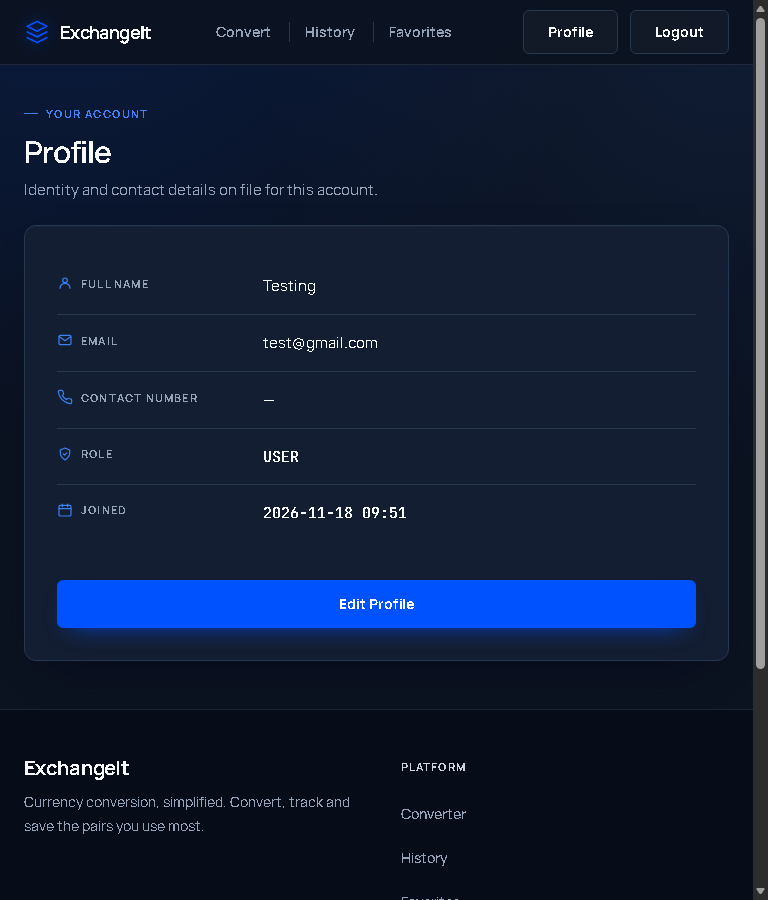 ExchangeIt
Convert
History
Favorites
Profile
Logout
YOUR ACCOUNT
Profile
Identity and contact details on file for this account.
FULL NAME
Testing
EMAIL
test@gmail.com
CONTACT NUMBER
—
ROLE
USER
JOINED
2026-11-18 09:51
Edit Profile
ExchangeIt
Currency conversion, simplified. Convert, track and
save the pairs you use most.
PLATFORM
Converter
History
Favorites